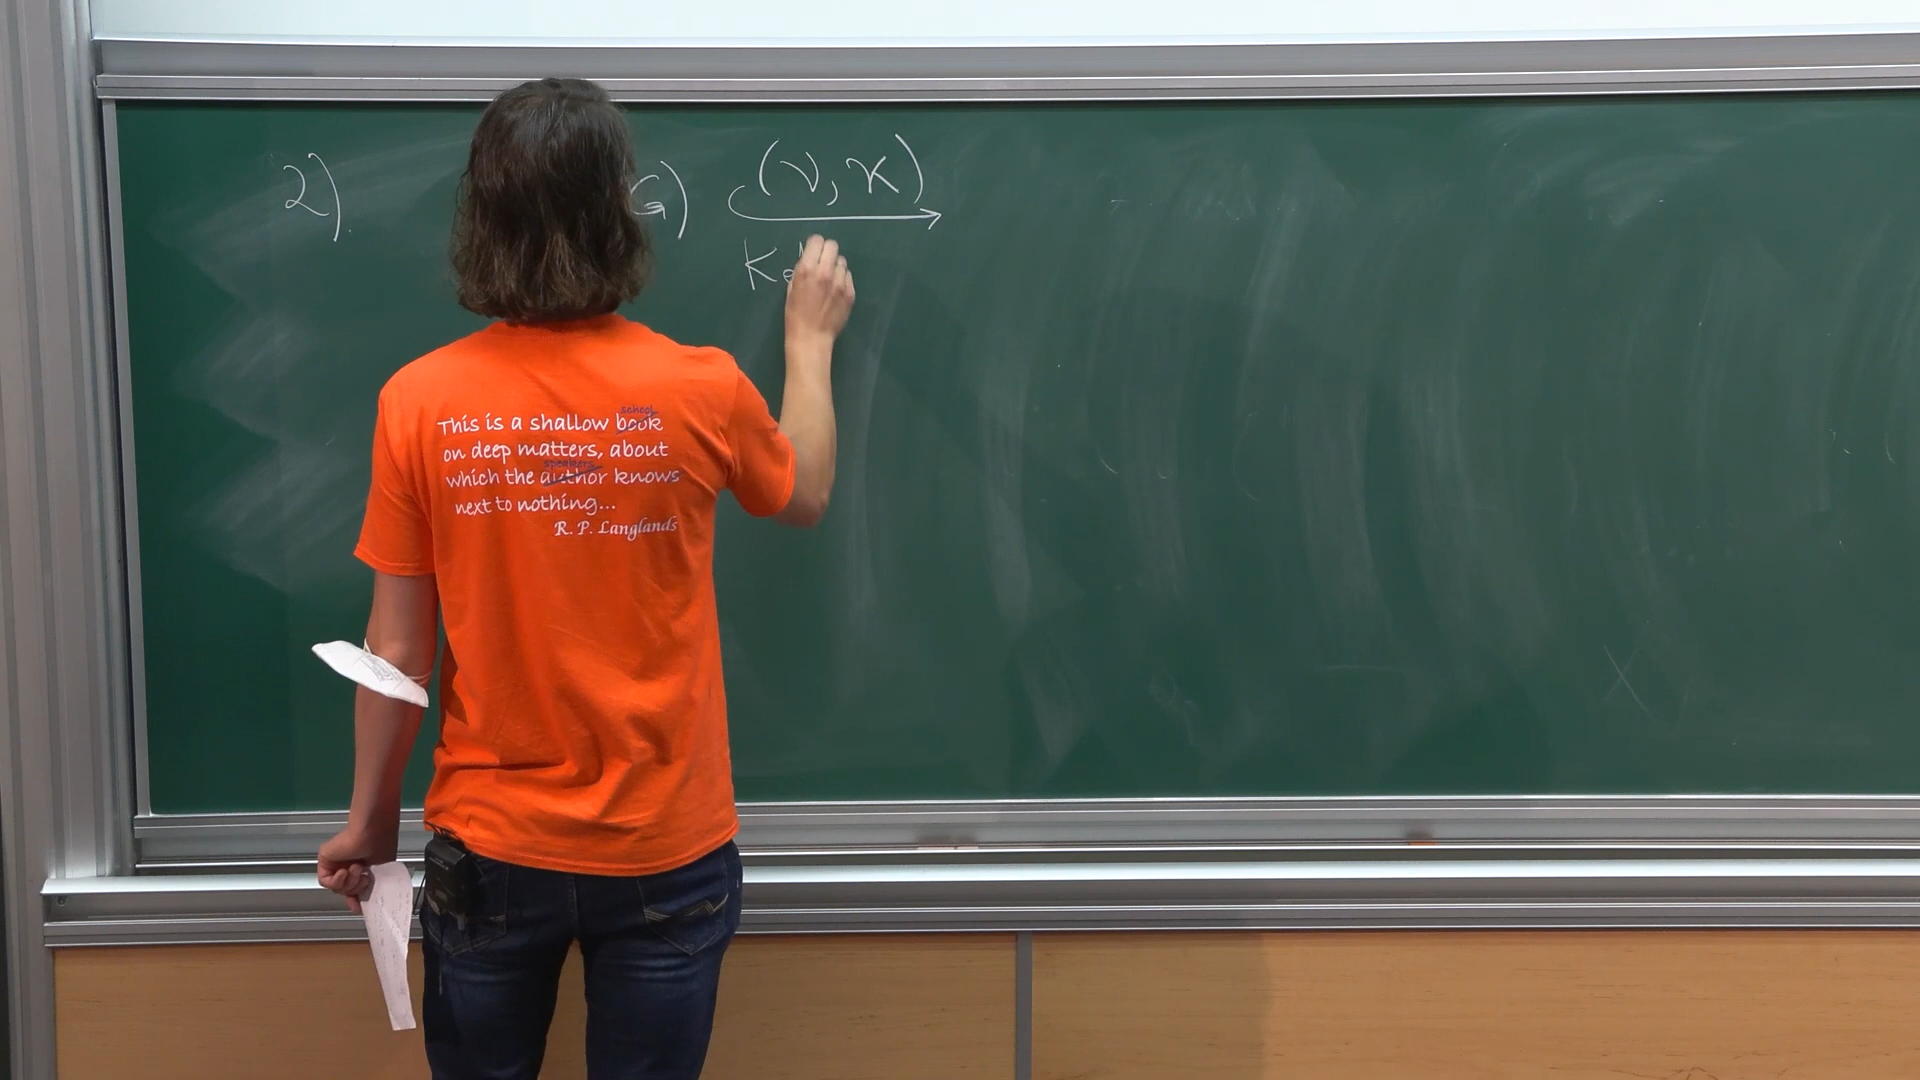 2) G) (ν, κ)
Ko
This is a shallow book school
on deep matters, about
which the author speakers knows
next to nothing...
R. P. Langlands